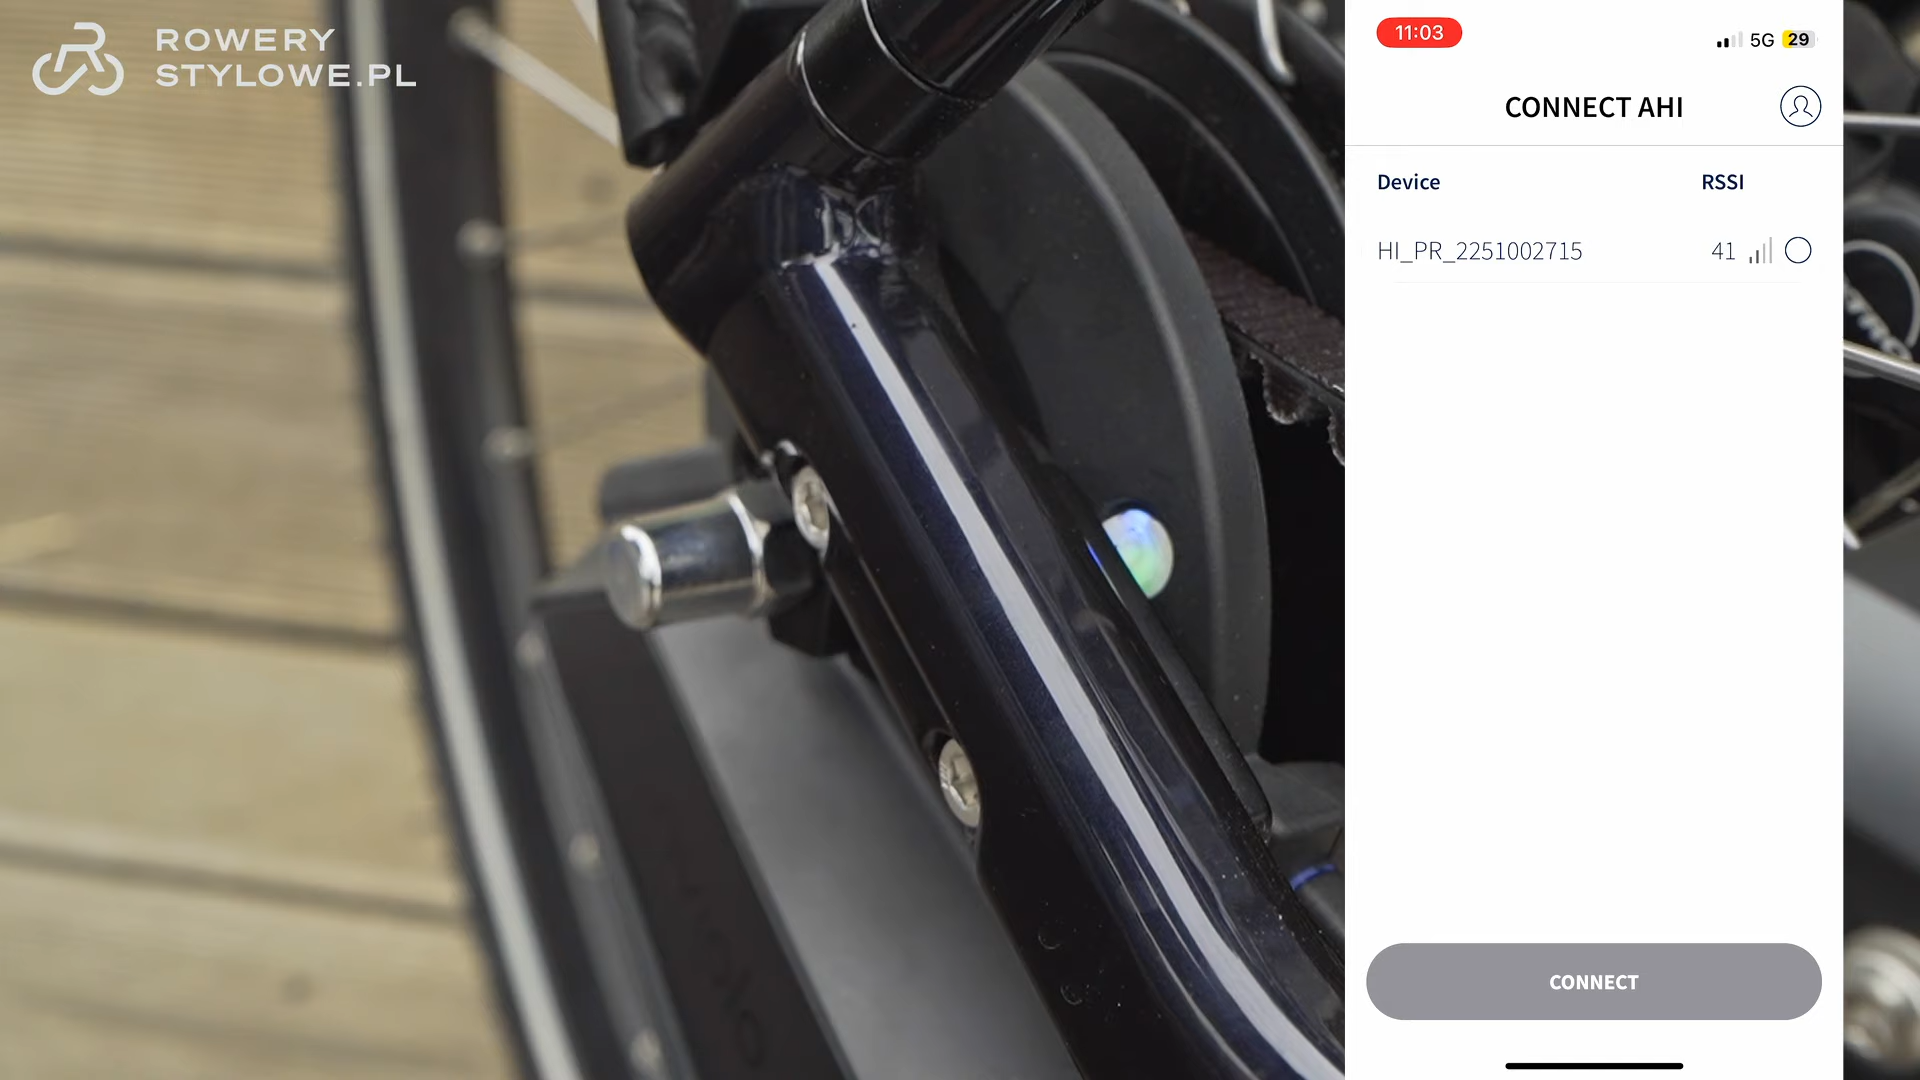 ROWERY
STYLOWE.PL
11:03
5G 29
CONNECT AHI
Device RSSI
HI_PR_2251002715 41
CONNECT